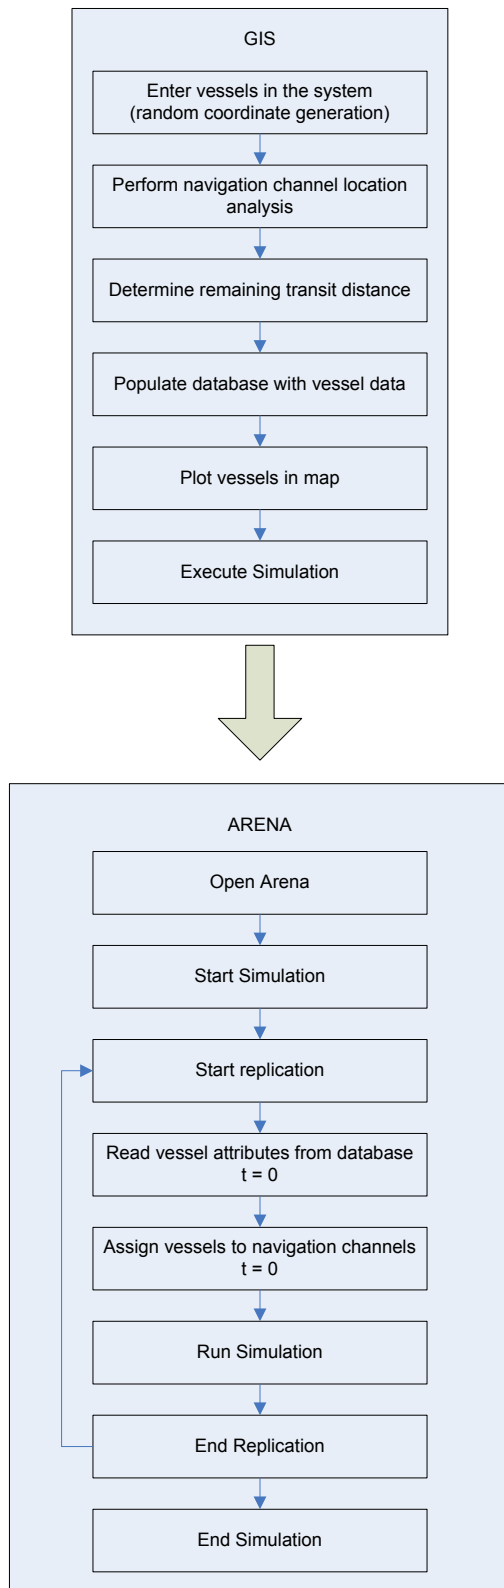 GIS
Enter vessels in the system
(random coordinate generation)
Perform navigation channel location
analysis
Determine remaining transit distance
Populate database with vessel data
Plot vessels in map
Execute Simulation
ARENA
Open Arena
Start Simulation
Start replication
Read vessel attributes from database
t = 0
Assign vessels to navigation channels
t = 0
Run Simulation
End Replication
End Simulation